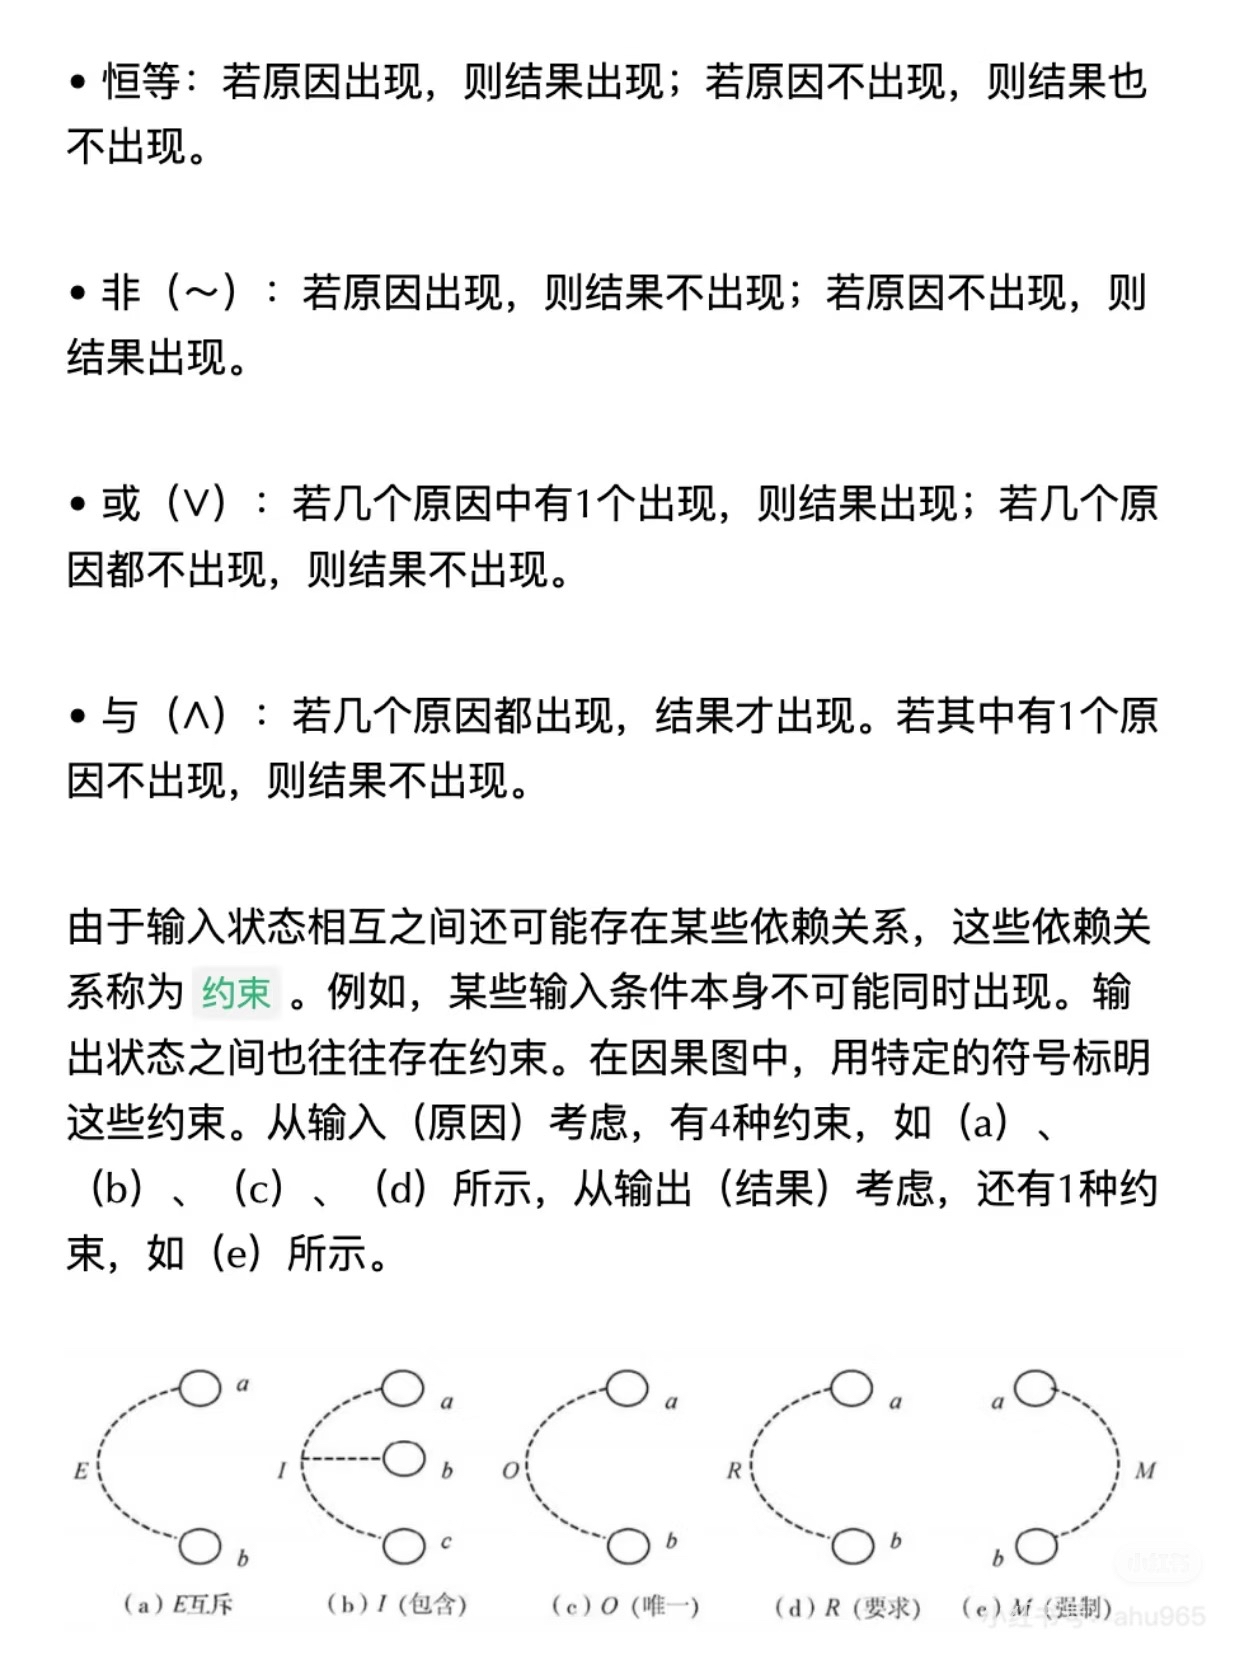 • 恒等：若原因出现，则结果出现；若原因不出现，则结果也
不出现。
• 非（～）：若原因出现，则结果不出现；若原因不出现，则
结果出现。
• 或（∨）：若几个原因中有1个出现，则结果出现；若几个原
因都不出现，则结果不出现。
• 与（∧）：若几个原因都出现，结果才出现。若其中有1个原
因不出现，则结果不出现。
由于输入状态相互之间还可能存在某些依赖关系，这些依赖关
系称为 约束 。例如，某些输入条件本身不可能同时出现。输
出状态之间也往往存在约束。在因果图中，用特定的符号标明
这些约束。从输入（原因）考虑，有4种约束，如（a）、
（b）、（c）、（d）所示，从输出（结果）考虑，还有1种约
束，如（e）所示。
a a a a a
E I b O R M
b c b b b
（a）E互斥 （b）I（包含） （c）O（唯一） （d）R（要求） （e）M（强制）
小红书
小红书号：ahu965